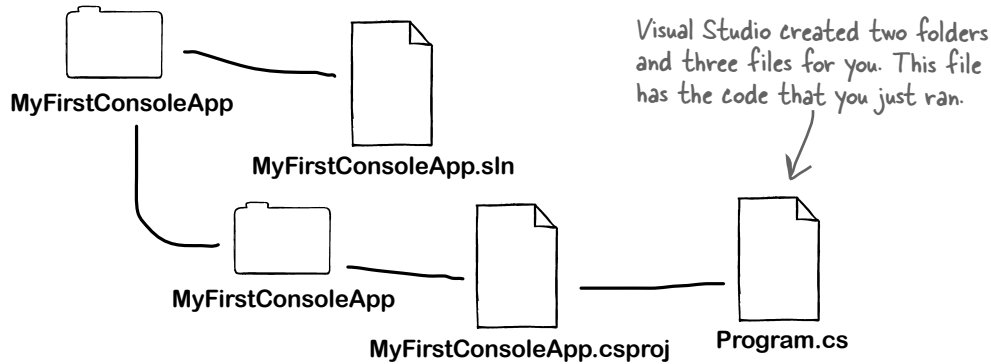 Visual Studio created two folders
and three files for you. This file
has the code that you just ran.
MyFirstConsoleApp
MyFirstConsoleApp.sln
MyFirstConsoleApp
MyFirstConsoleApp.csproj
Program.cs